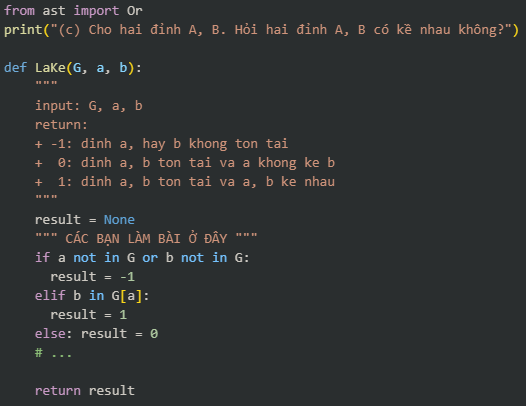 from ast import Or
print("(c) Cho hai đỉnh A, B. Hỏi hai đỉnh A, B có kề nhau không?")
def LaKe(G, a, b):
"""
input: G, a, b
return:
+ -1: dinh a, hay b khong ton tai
+  0: dinh a, b ton tai va a khong ke b
+  1: dinh a, b ton tai va a, b ke nhau
"""
result = None
""" CÁC BẠN LÀM BÀI Ở ĐÂY """
if a not in G or b not in G:
result = -1
elif b in G[a]:
result = 1
else: result = 0
# ...
return result